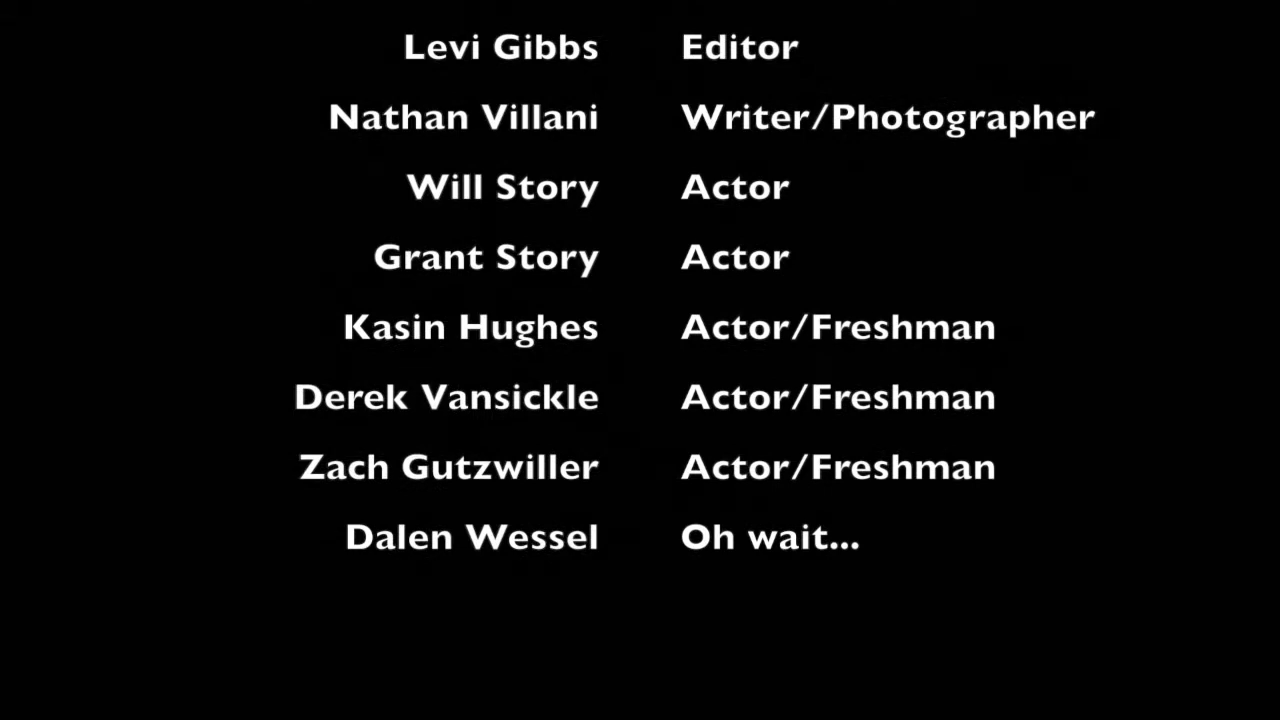 Levi Gibbs Editor
Nathan Villani Writer/Photographer
Will Story Actor
Grant Story Actor
Kasin Hughes Actor/Freshman
Derek Vansickle Actor/Freshman
Zach Gutzwiller Actor/Freshman
Dalen Wessel Oh wait...